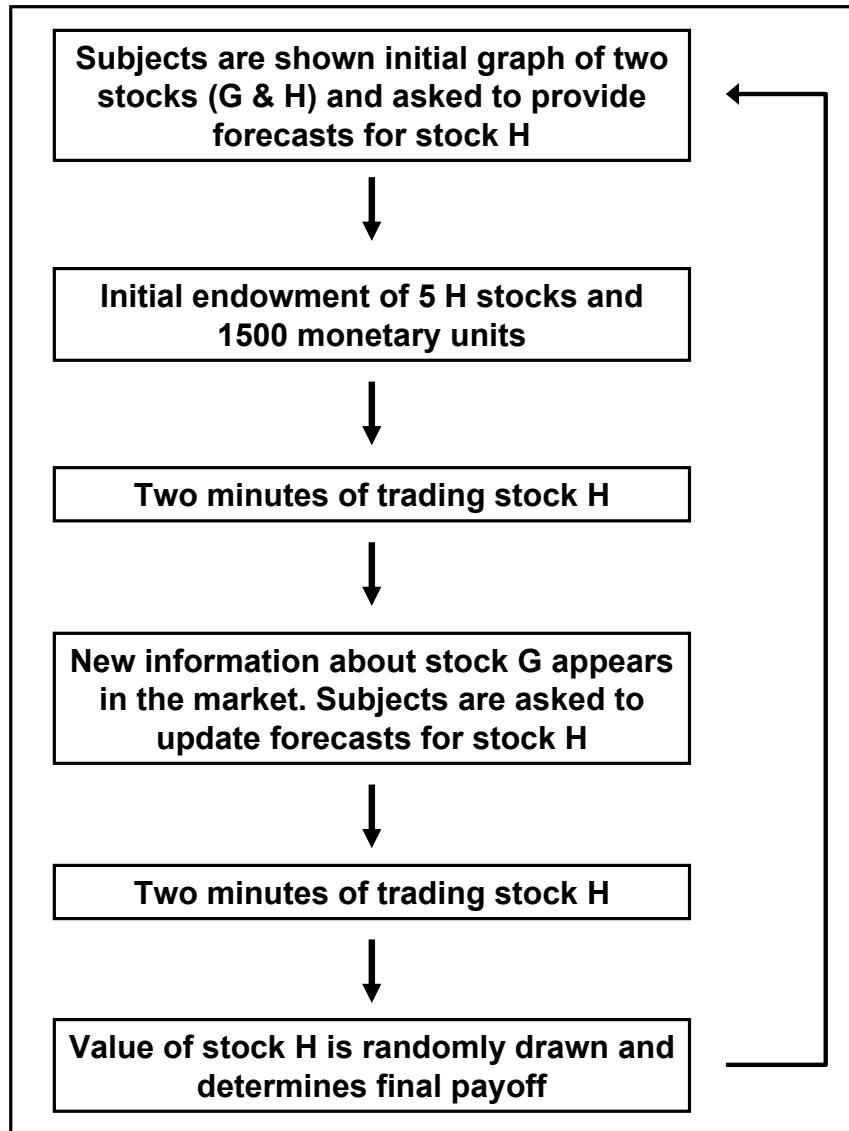 Subjects are shown initial graph of two
stocks (G & H) and asked to provide
forecasts for stock H
Initial endowment of 5 H stocks and
1500 monetary units
Two minutes of trading stock H
New information about stock G appears
in the market. Subjects are asked to
update forecasts for stock H
Two minutes of trading stock H
Value of stock H is randomly drawn and
determines final payoff